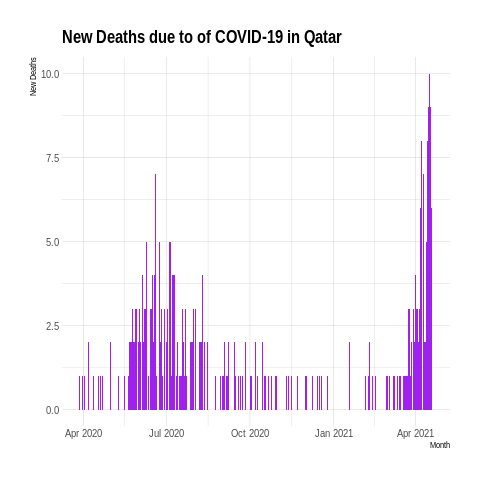 New Deaths due to of COVID-19 in Qatar
New Deaths
10.0
7.5
5.0
2.5
0.0
Apr 2020 Jul 2020 Oct 2020 Jan 2021 Apr 2021
Month